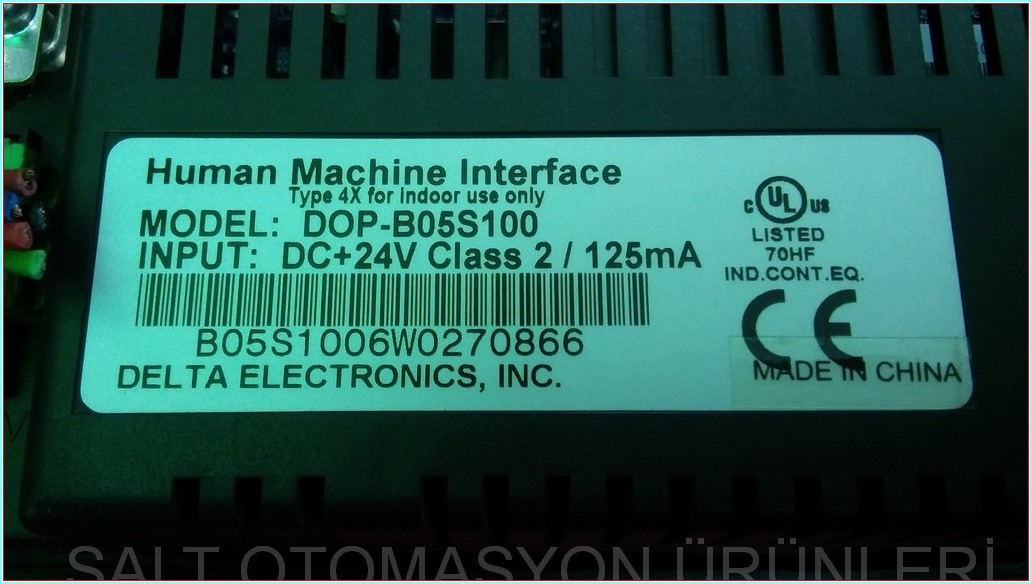 Human Machine Interface
Type 4X for Indoor use only
MODEL: DOP-B05S100
INPUT: DC+24V Class 2 / 125mA
B05S1006W0270866
DELTA ELECTRONICS, INC.
C UL US
LISTED
70HF
IND.CONT.EQ.
CE
MADE IN CHINA
SALT OTOMASYON ÜRÜNLERİ